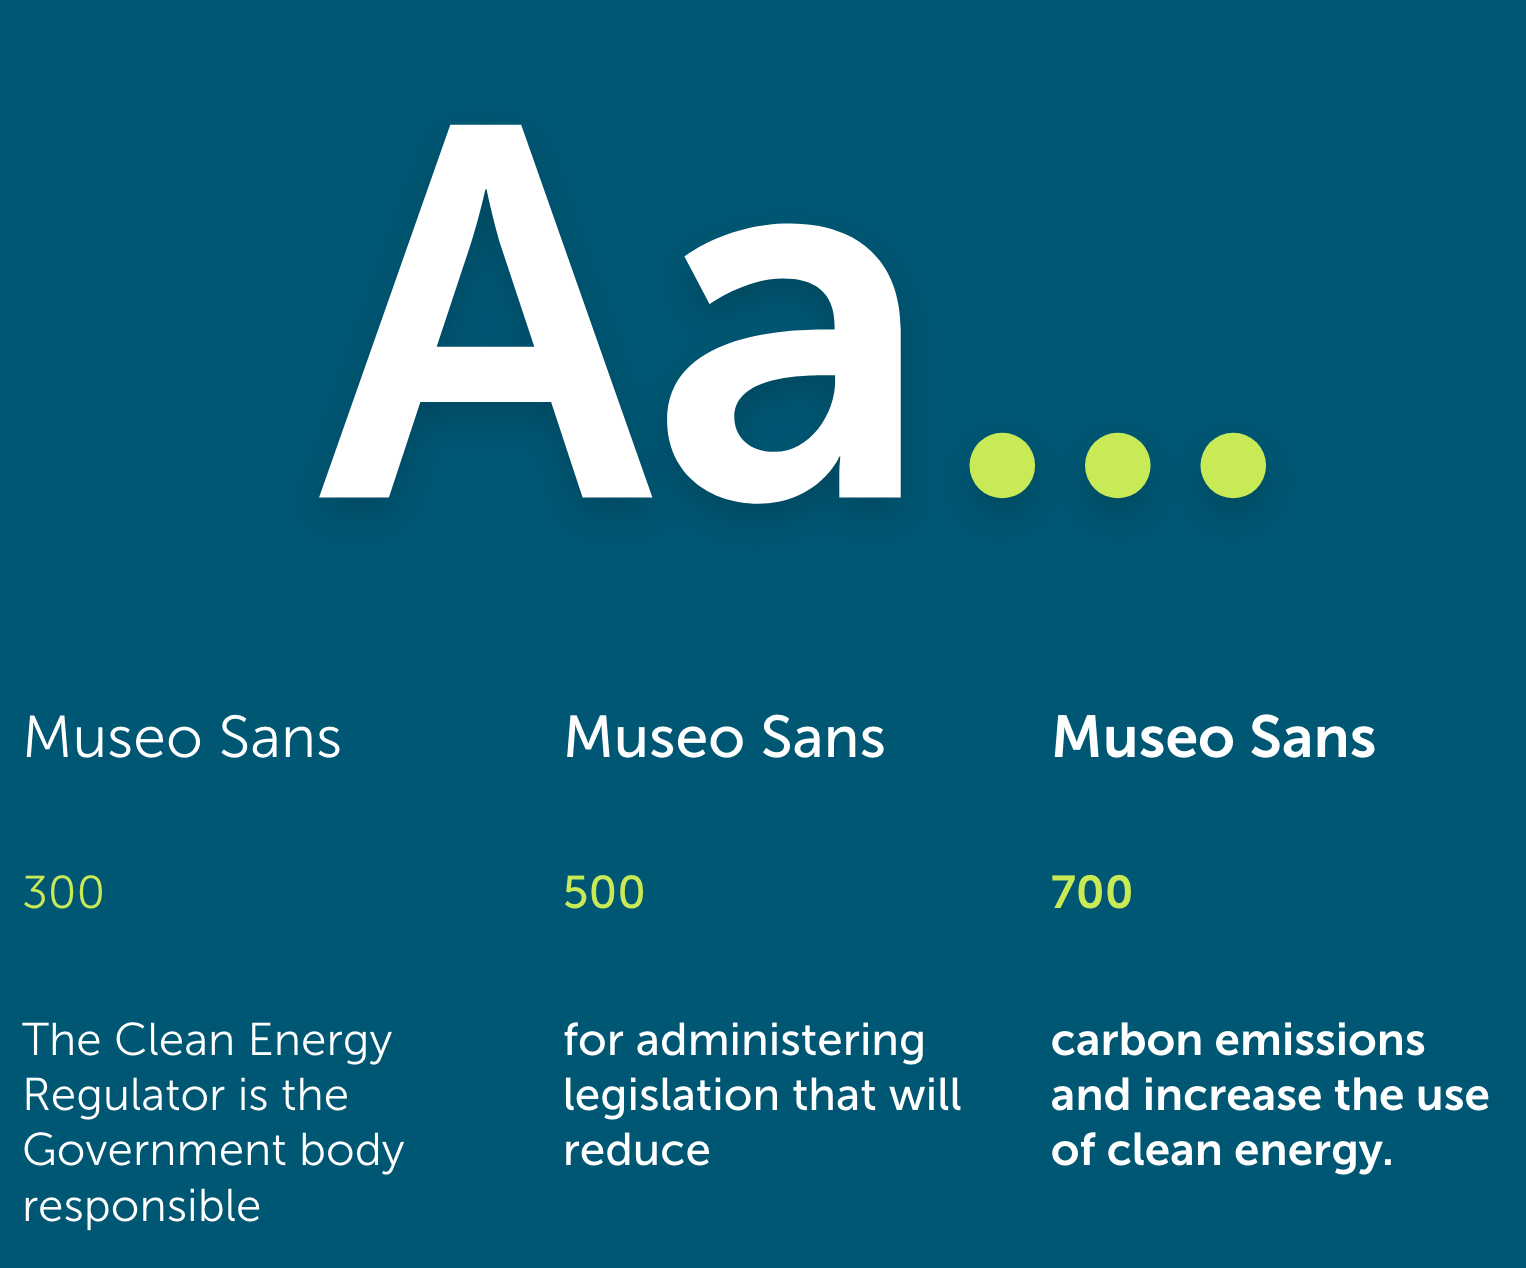 Aa...
Museo Sans
300
The Clean Energy
Regulator is the
Government body
responsible
Museo Sans
500
for administering
legislation that will
reduce
Museo Sans
700
carbon emissions
and increase the use
of clean energy.